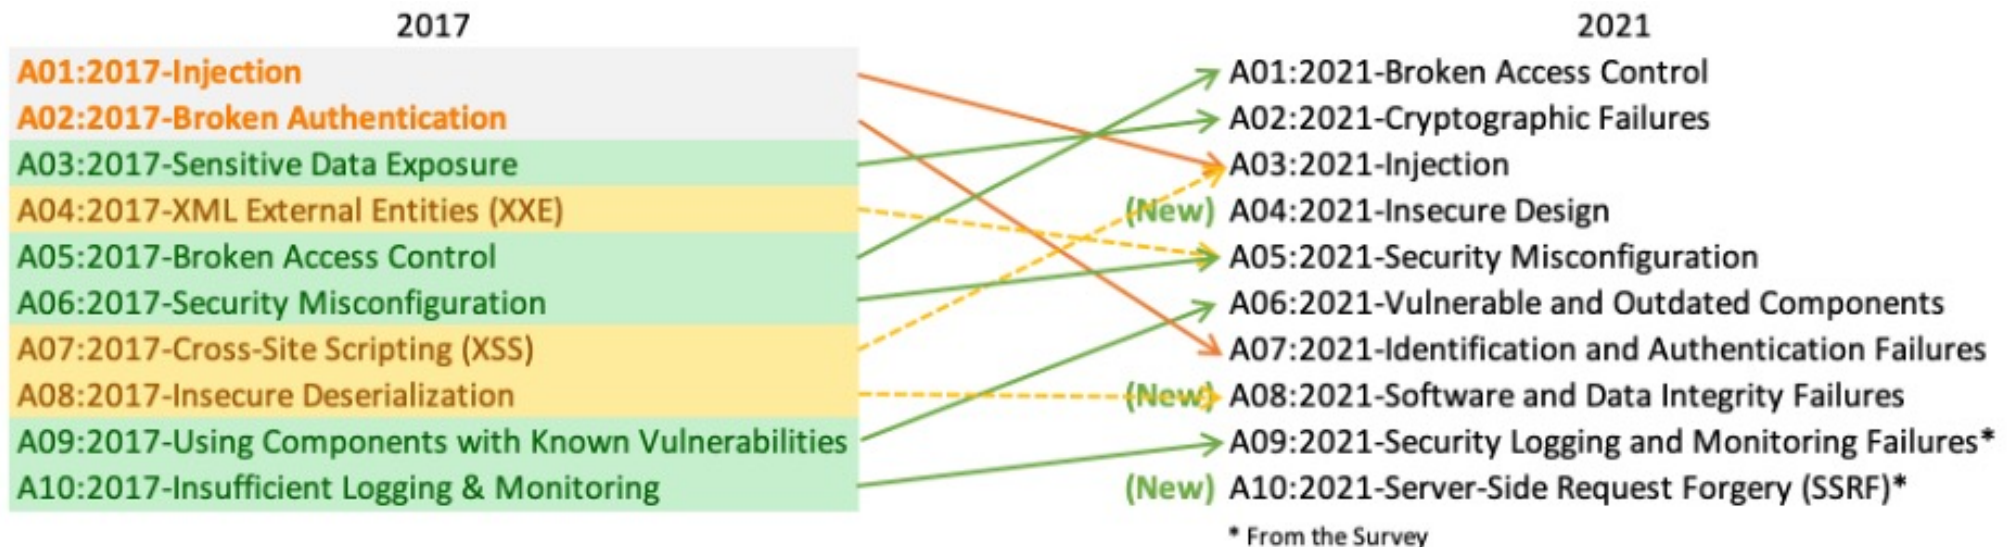 2017
A01:2017-Injection
A02:2017-Broken Authentication
A03:2017-Sensitive Data Exposure
A04:2017-XML External Entities (XXE)
A05:2017-Broken Access Control
A06:2017-Security Misconfiguration
A07:2017-Cross-Site Scripting (XSS)
A08:2017-Insecure Deserialization
A09:2017-Using Components with Known Vulnerabilities
A10:2017-Insufficient Logging & Monitoring
2021
A01:2021-Broken Access Control
A02:2021-Cryptographic Failures
A03:2021-Injection
(New) A04:2021-Insecure Design
A05:2021-Security Misconfiguration
A06:2021-Vulnerable and Outdated Components
A07:2021-Identification and Authentication Failures
(New) A08:2021-Software and Data Integrity Failures
A09:2021-Security Logging and Monitoring Failures*
(New) A10:2021-Server-Side Request Forgery (SSRF)*
* From the Survey